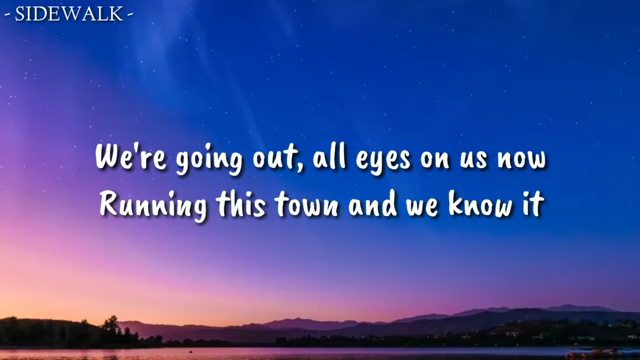 - SIDEWALK -
We're going out, all eyes on us now
Running this town and we know it